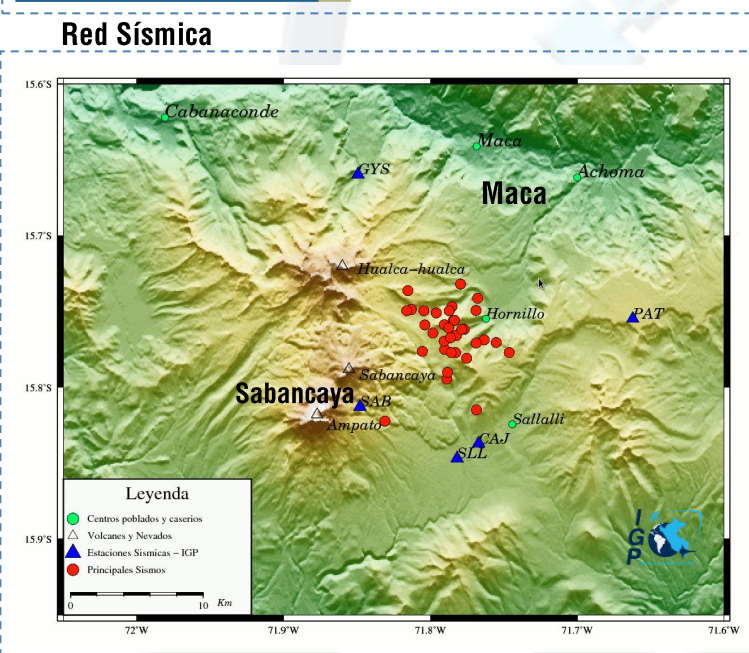 Red Sísmica
15.6°S
Cabanaconde
Maca
GYS
Achoma
Maca
15.7°S
Hualca-hualca
Hornillo
PAT
15.8°S
Sabancaya
Sabancaya
SAB
Ampato
Sallalli
CAJ
SLL
Leyenda
Centros poblados y caserios
Volcanes y Nevados
Estaciones Sismicas – IGP
Principales Sismos
0 10 Km
15.9°S
IGP
72°W 71.9°W 71.8°W 71.7°W 71.6°W